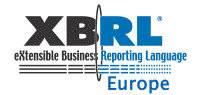 XBRL®
eXtensible Business Reporting Language
Europe